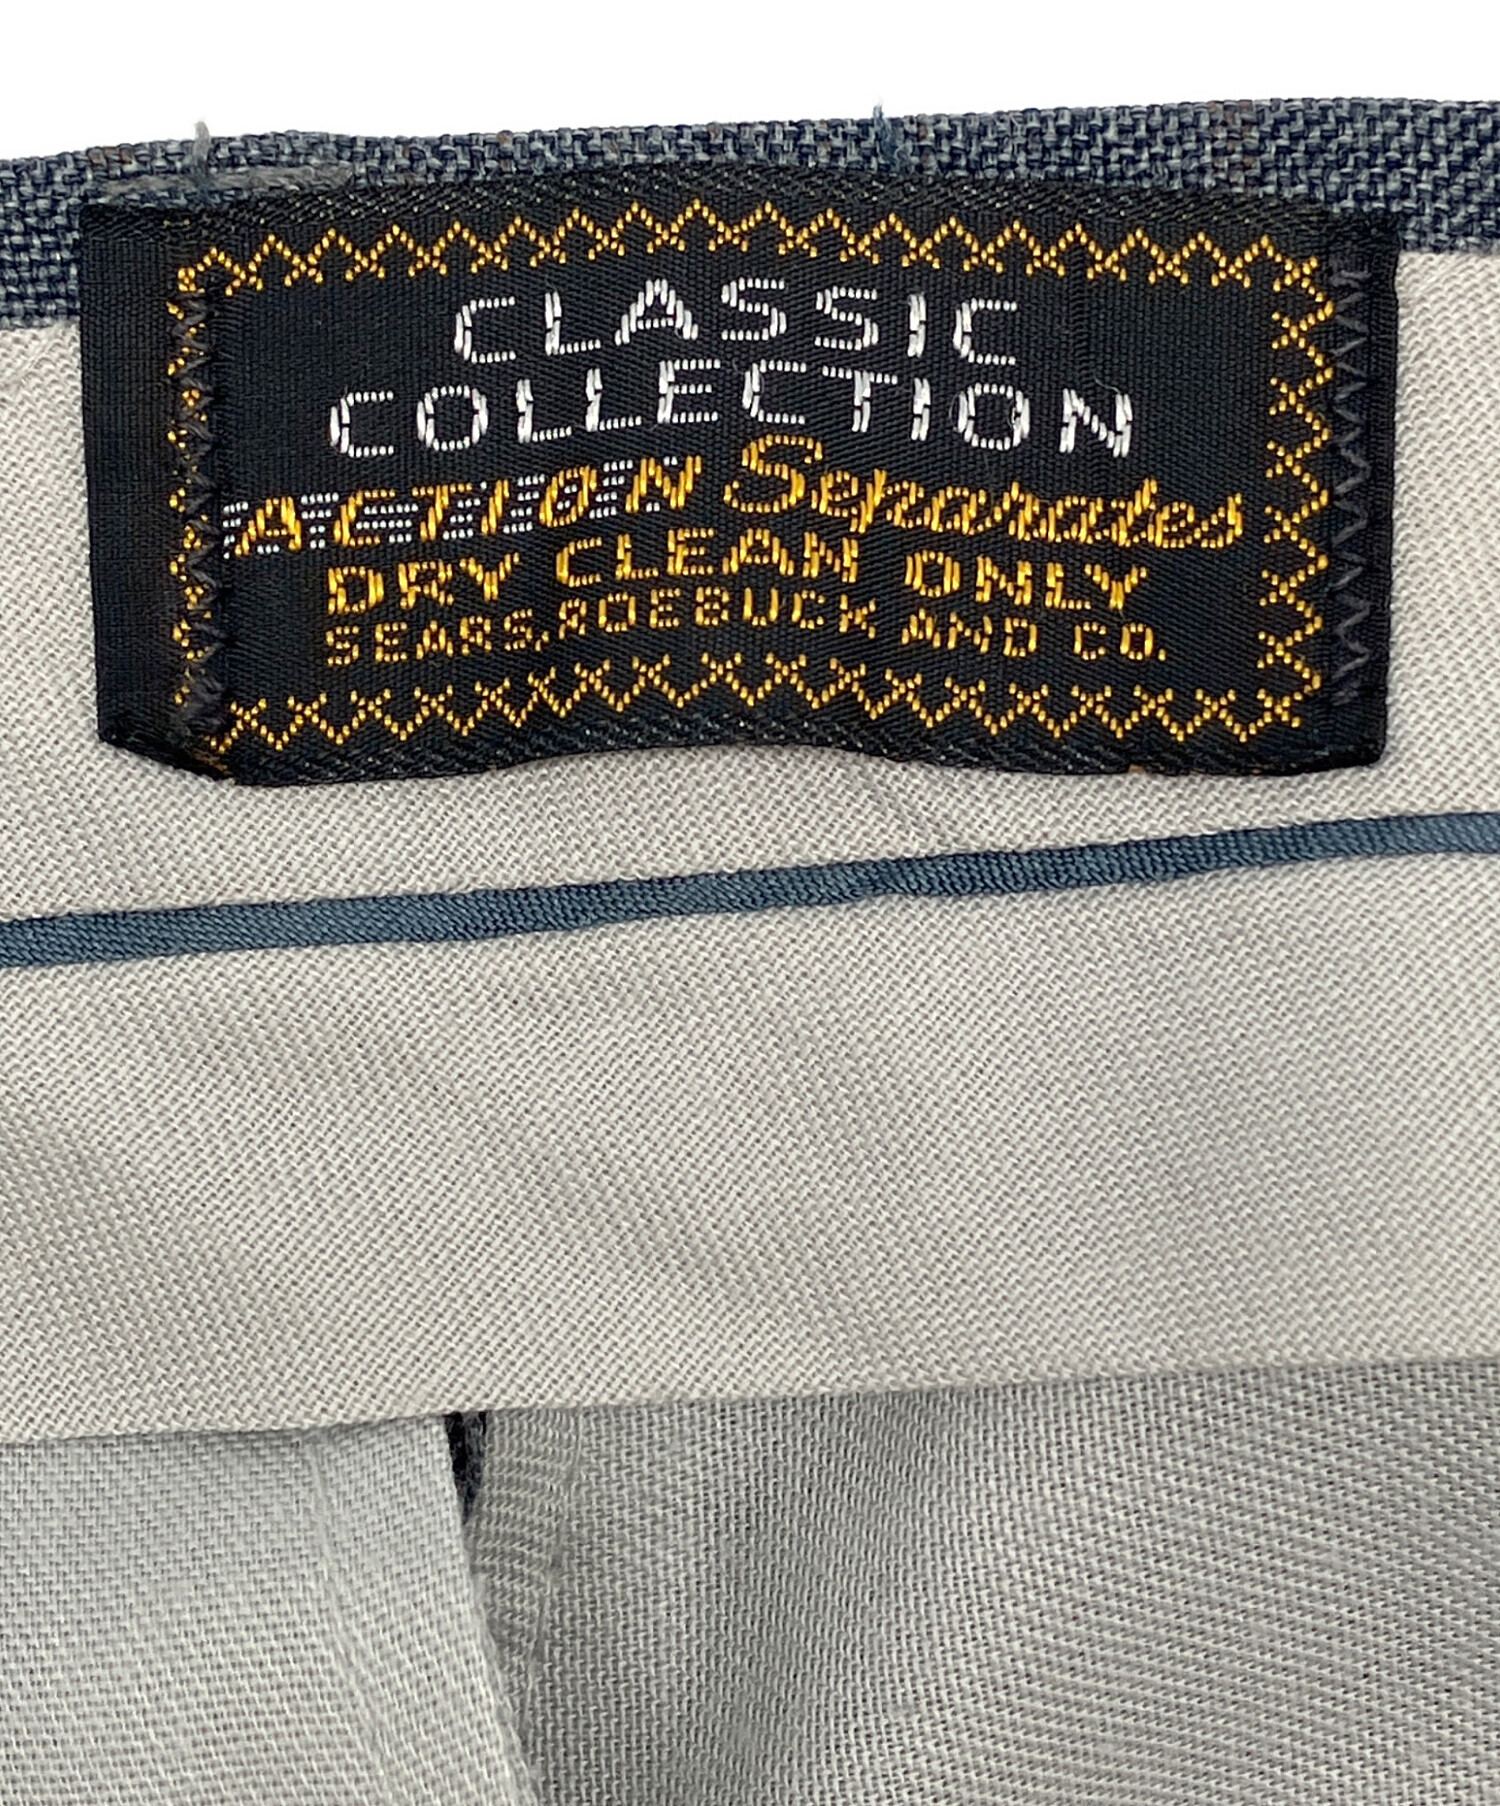 CLASSIC
COLLECTION
ACTION Separates
DRY CLEAN ONLY
SEARS, ROEBUCK AND CO.